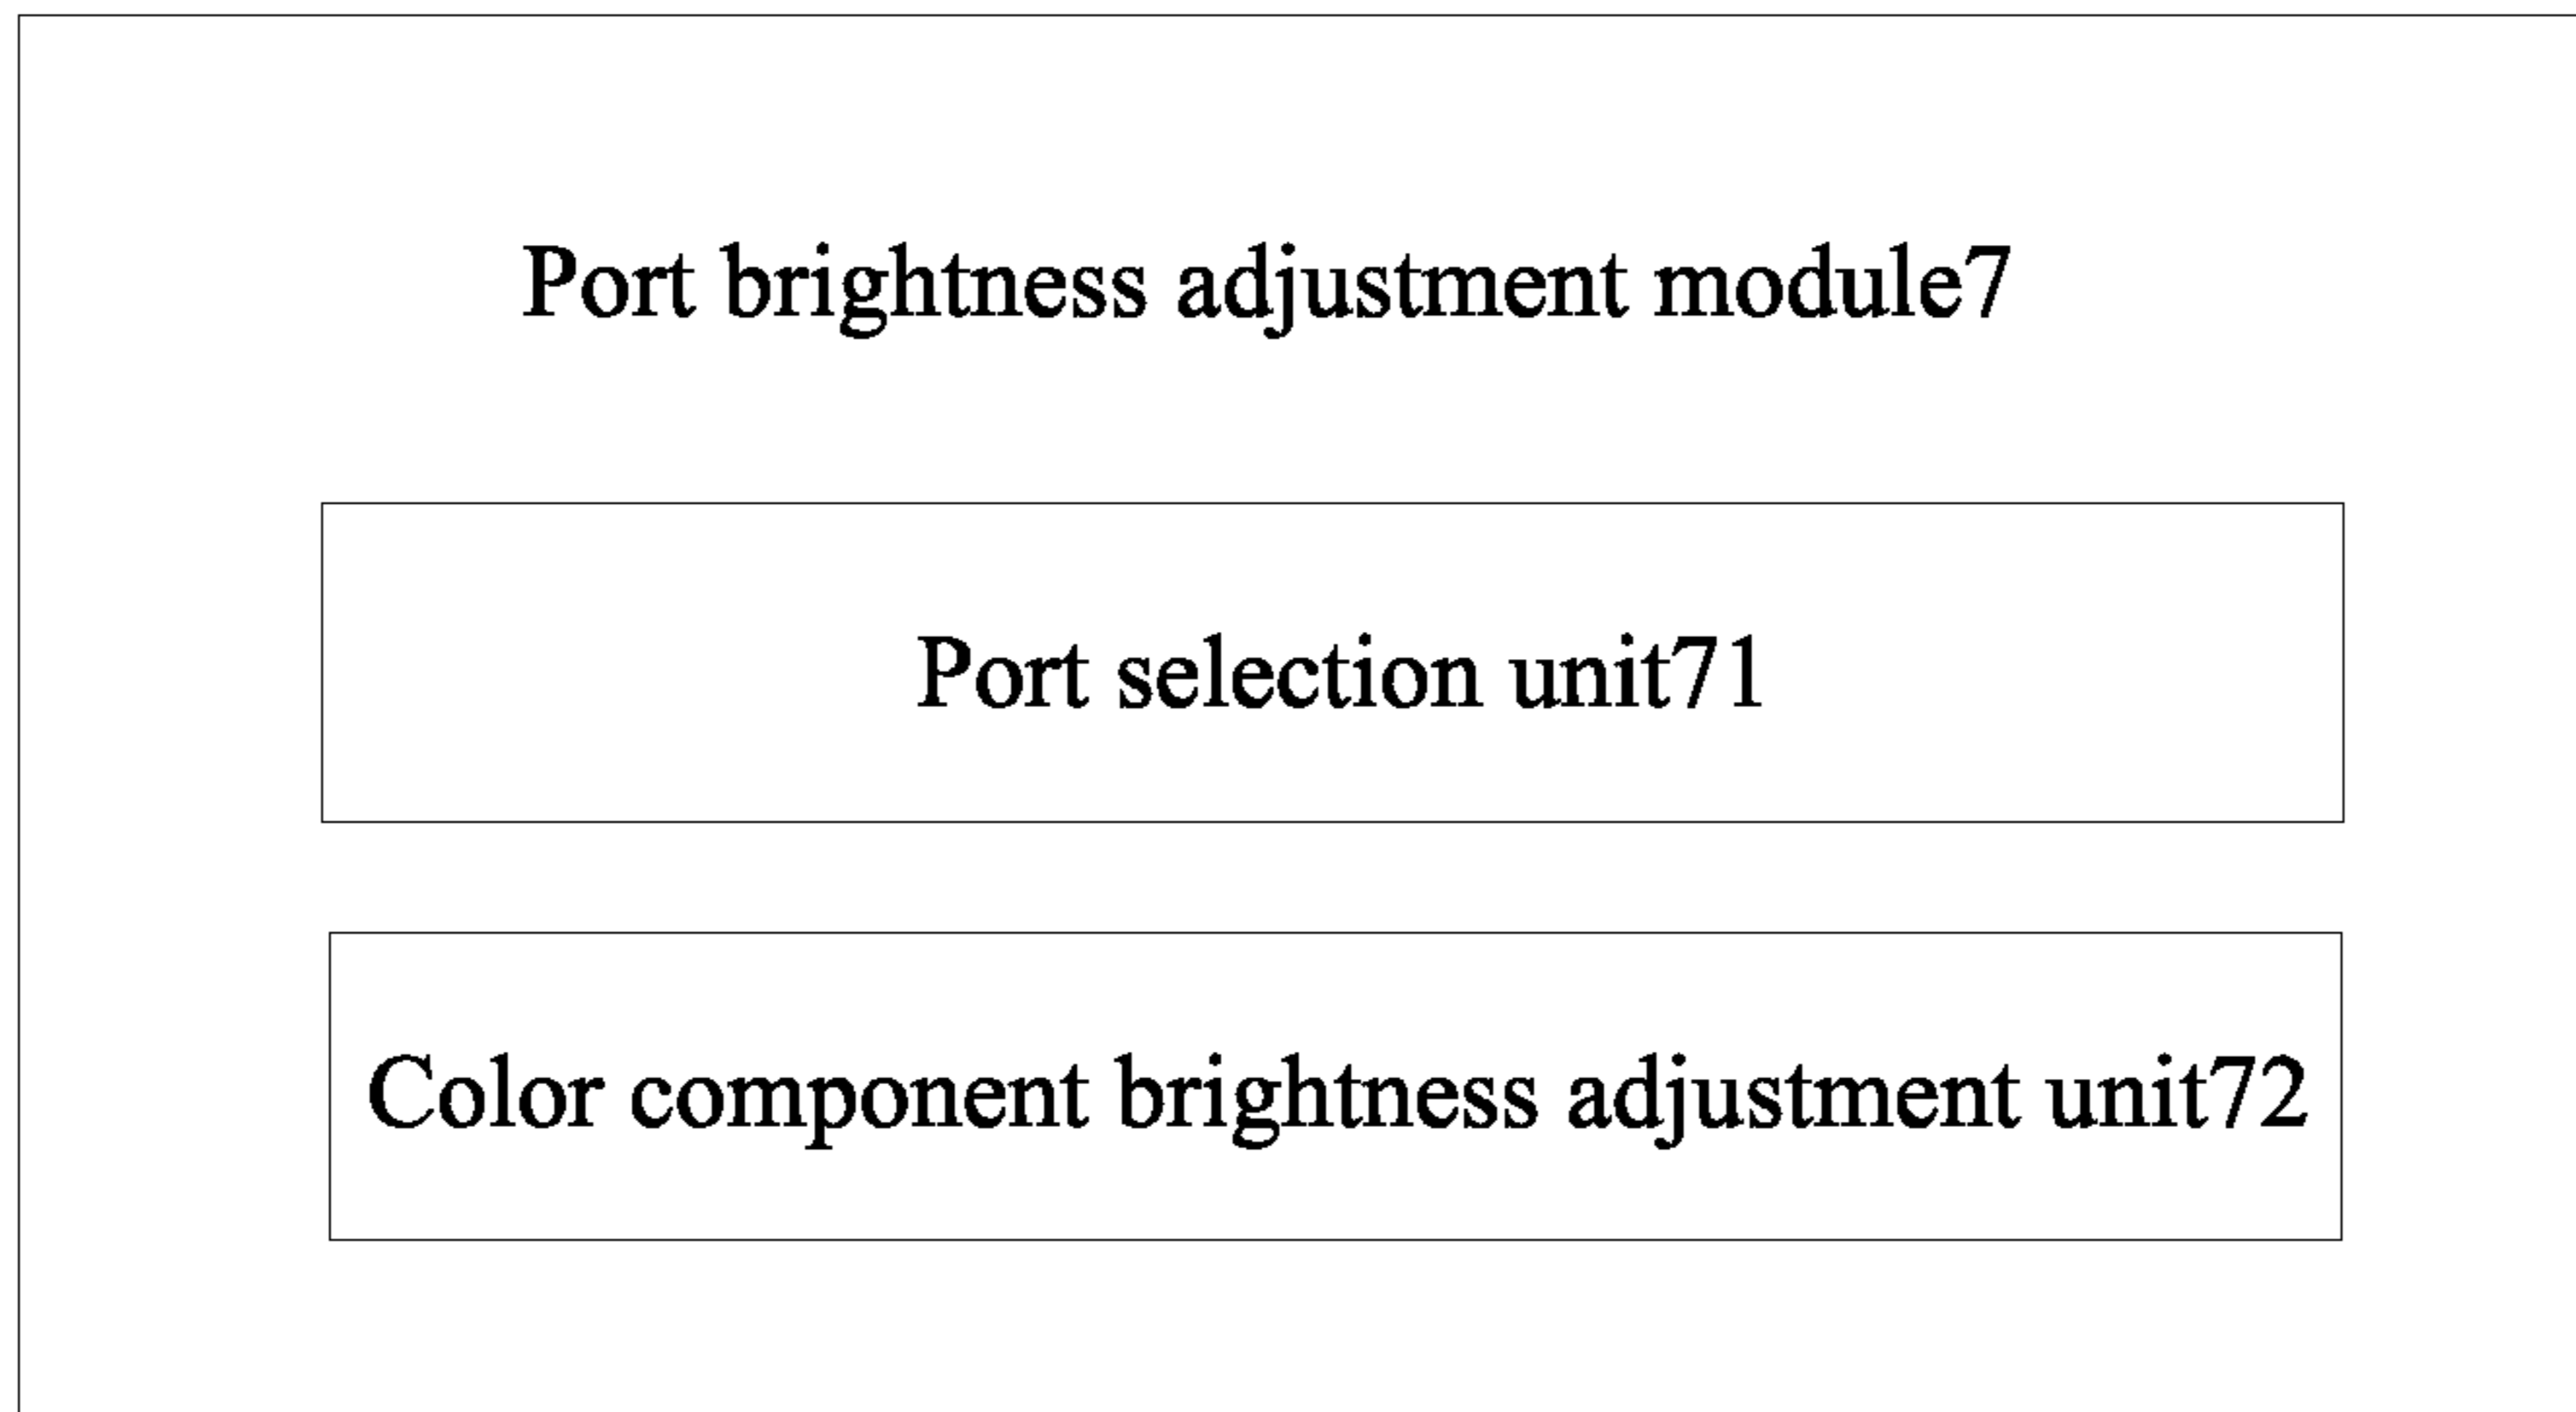 Port brightness adjustment module7
Port selection unit71
Color component brightness adjustment unit72